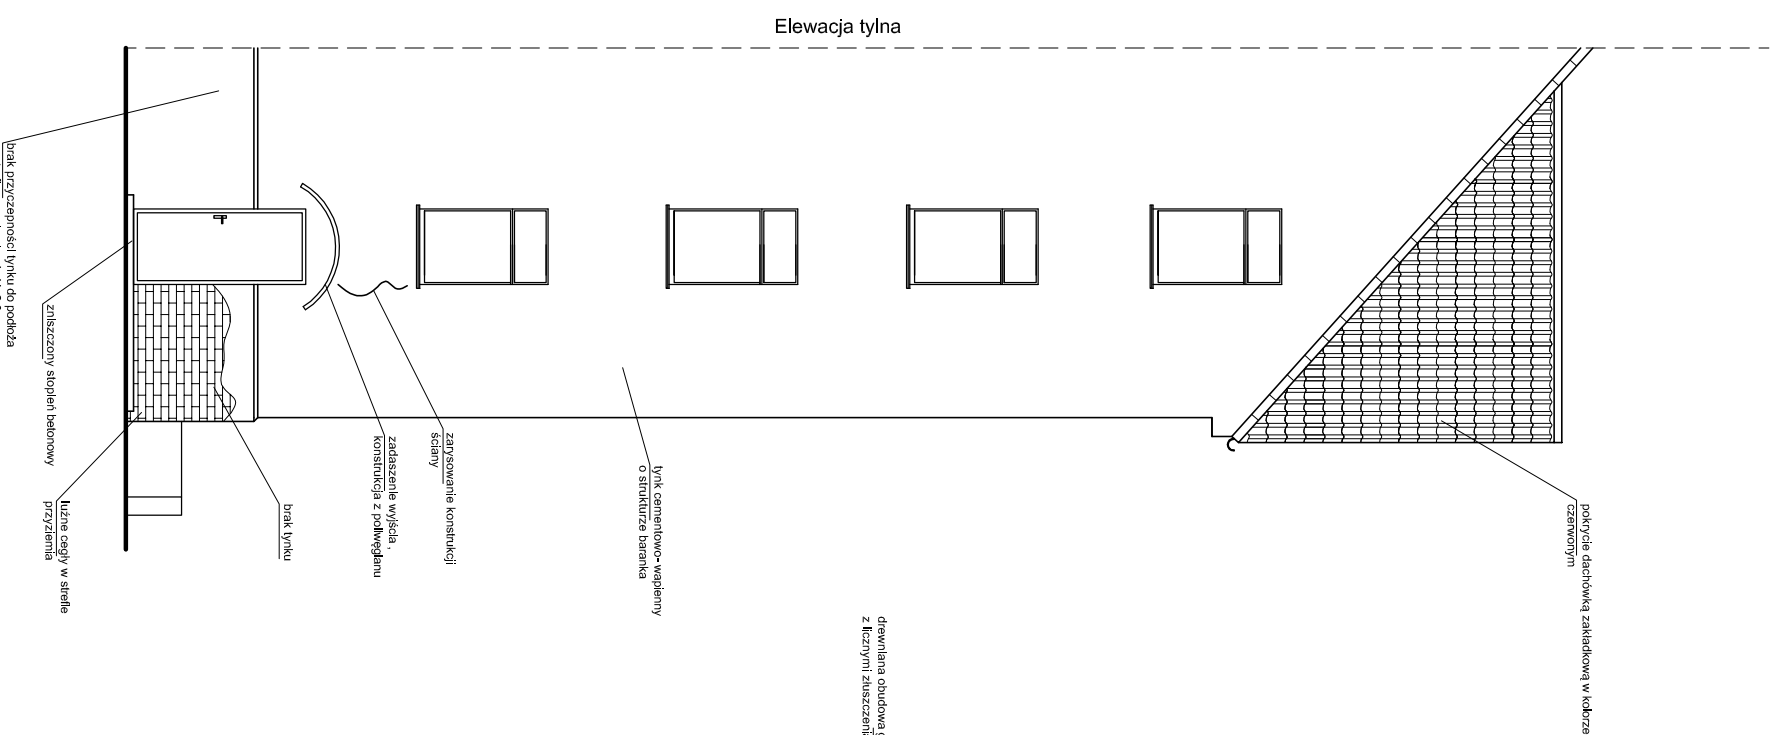 Elewacja tylna
brak przyczepności tynku do podłoża
zniszczony stopień betonowy
luźne cegły w strefie
przyziemia
brak tynku
zadaszenie wyjścia ,
konstrukcja z poliwęglanu
zarysowanie konstrukcji
ściany
tynk cementowo-wapienny
o strukturze baranka
drewniana obudowa
z licznymi złuszczeni
pokrycie dachówką zakładkową w kolorze
czerwonym